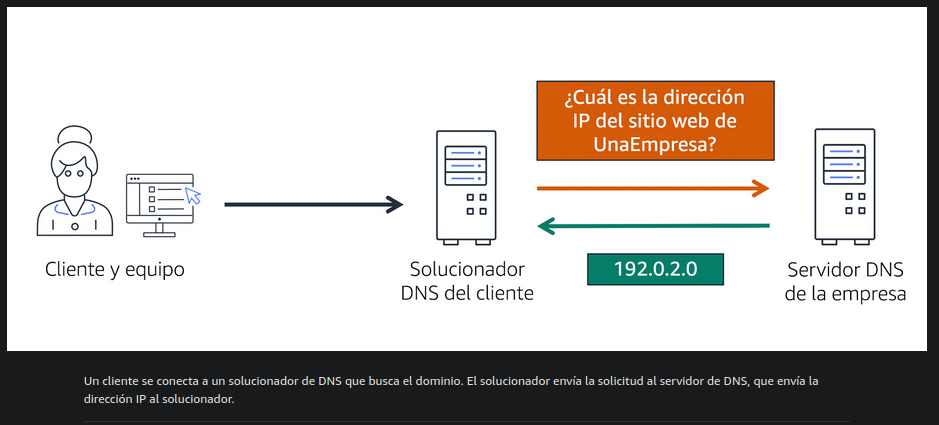 ¿Cuál es la dirección
IP del sitio web de
UnaEmpresa?
Cliente y equipo
Solucionador
DNS del cliente
192.0.2.0
Servidor DNS
de la empresa
Un cliente se conecta a un solucionador de DNS que busca el dominio. El solucionador envía la solicitud al servidor de DNS, que envía la
dirección IP al solucionador.